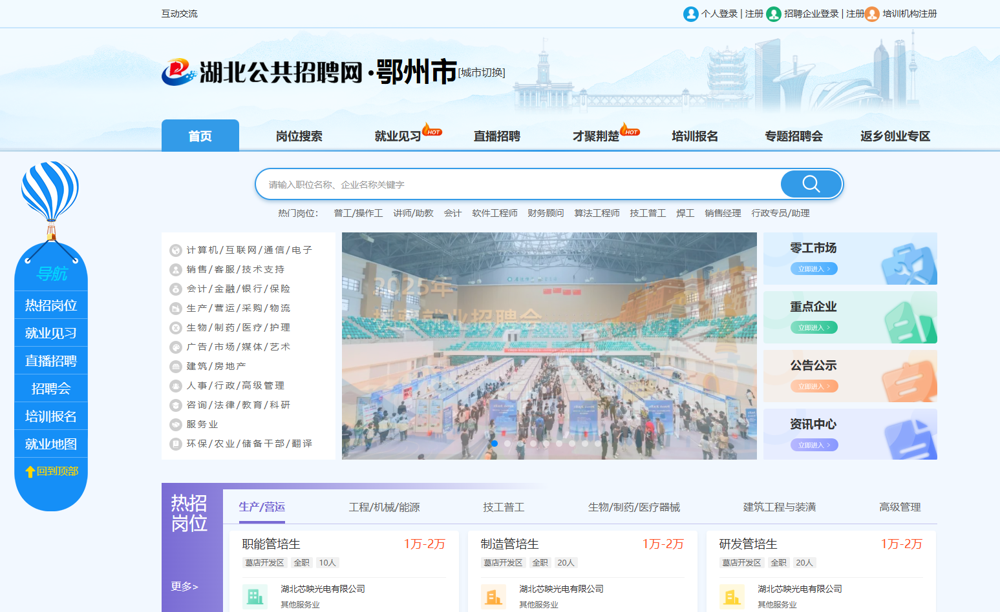 互动交流
个人登录 | 注册 招聘企业登录 | 注册 培训机构注册
湖北公共招聘网·鄂州市[城市切换]
首页 岗位搜索 就业见习 HOT 直播招聘 才聚荆楚 HOT 培训报名 专题招聘会 返乡创业专区
请输入职位名称、企业名称关键字
热门岗位： 普工/操作工 讲师/助教 会计 软件工程师 财务顾问 算法工程师 技工普工 焊工 销售经理 行政专员/助理
导航
热招岗位
就业见习
直播招聘
招聘会
培训报名
就业地图
回到顶部
计算机/互联网/通信/电子
销售/客服/技术支持
会计/金融/银行/保险
生产/营运/采购/物流
生物/制药/医疗/护理
广告/市场/媒体/艺术
建筑/房地产
人事/行政/高级管理
咨询/法律/教育/科研
服务业
环保/农业/储备干部/翻译
2025年
就业招聘会
零工市场
立即进入 >
重点企业
立即进入 >
公告公示
立即进入 >
资讯中心
立即进入 >
热招
岗位
更多>
生产/营运 工程/机械/能源 技工普工 生物/制药/医疗器械 建筑工程与装潢 高级管理
职能管培生 1万-2万
葛店开发区 全职 10人
湖北芯映光电有限公司
其他服务业
制造管培生 1万-2万
葛店开发区 全职 20人
湖北芯映光电有限公司
其他服务业
研发管培生 1万-2万
葛店开发区 全职 20人
湖北芯映光电有限公司
其他服务业